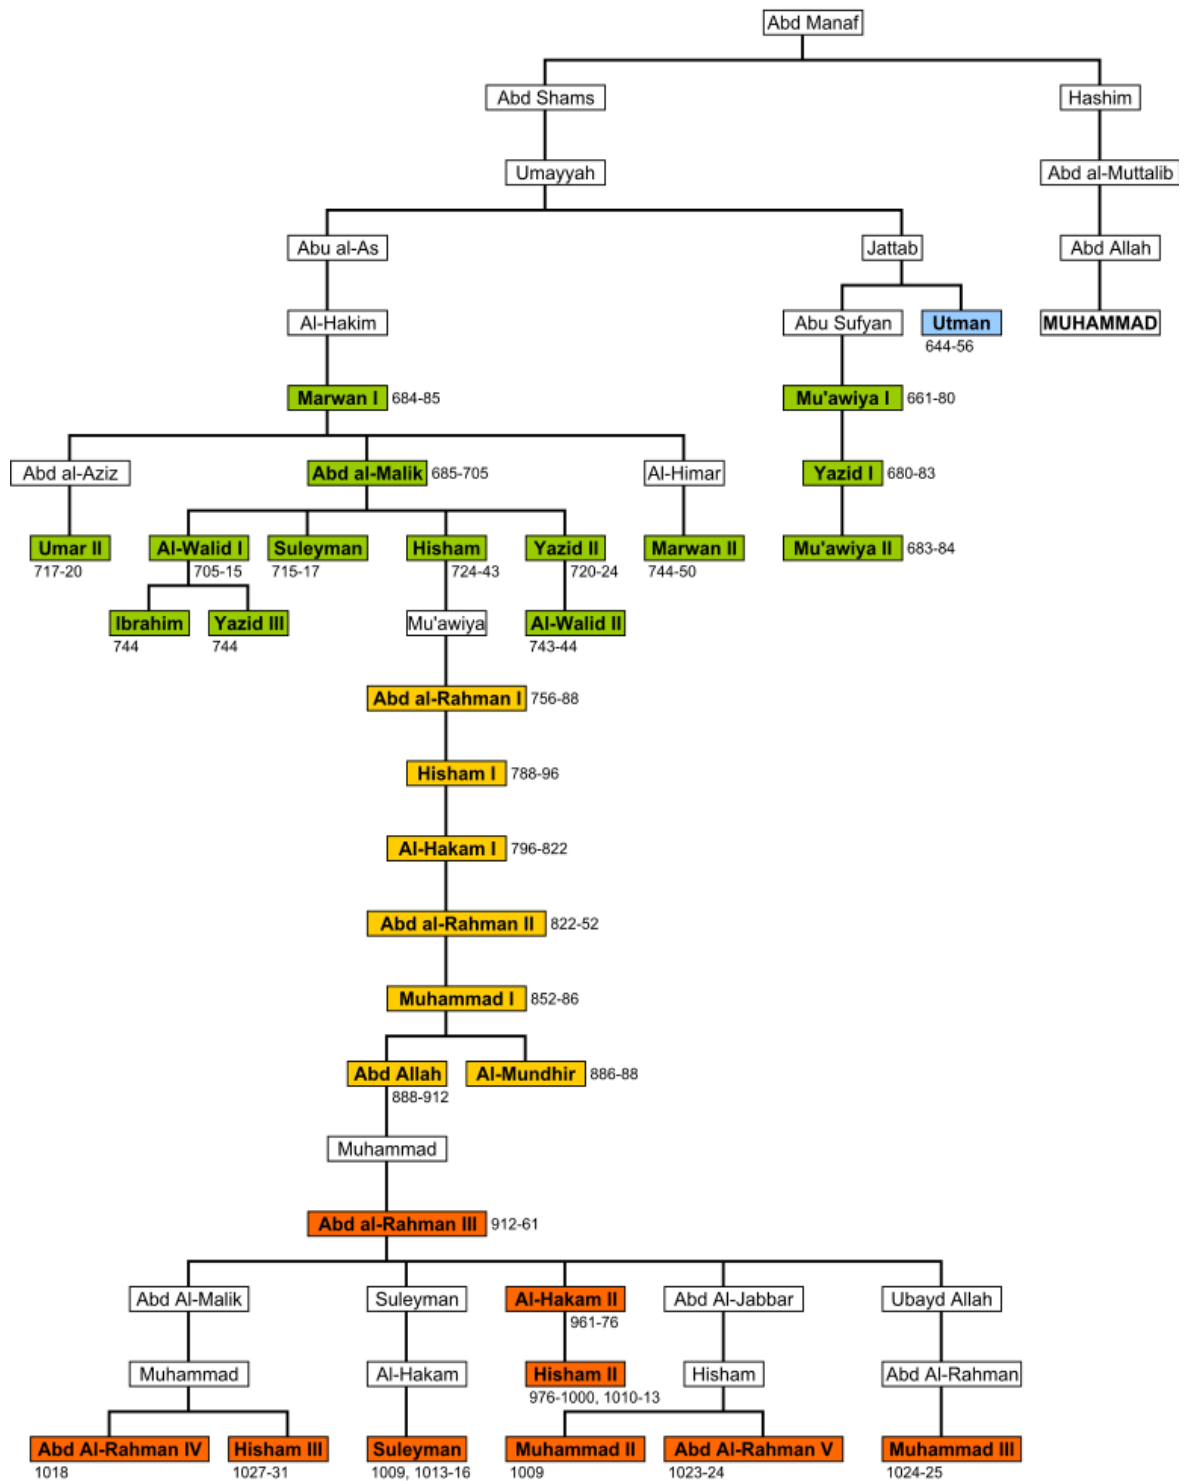 Abd Manaf
Abd Shams
Hashim
Umayyah
Abd al-Muttalib
Abu al-As
Jattab
Abd Allah
Al-Hakim
Abu Sufyan
Utman
MUHAMMAD
644-56
Marwan I
684-85
Mu'awiya I
661-80
Abd al-Aziz
Abd al-Malik
685-705
Al-Himar
Yazid I
680-83
Umar II
Al-Walid I
Suleyman
Hisham
Yazid II
Marwan II
Mu'awiya II
683-84
717-20
705-15
715-17
724-43
720-24
744-50
Ibrahim
Yazid III
Mu'awiya
Al-Walid II
744
744
743-44
Abd al-Rahman I
756-88
Hisham I
788-96
Al-Hakam I
796-822
Abd al-Rahman II
822-52
Muhammad I
852-86
Abd Allah
Al-Mundhir
886-88
888-912
Muhammad
Abd al-Rahman III
912-61
Abd Al-Malik
Suleyman
Al-Hakam II
Abd Al-Jabbar
Ubayd Allah
961-76
Muhammad
Al-Hakam
Hisham II
Hisham
Abd Al-Rahman
976-1000, 1010-13
Abd Al-Rahman IV
Hisham III
Suleyman
Muhammad II
Abd Al-Rahman V
Muhammad III
1018
1027-31
1009, 1013-16
1009
1023-24
1024-25